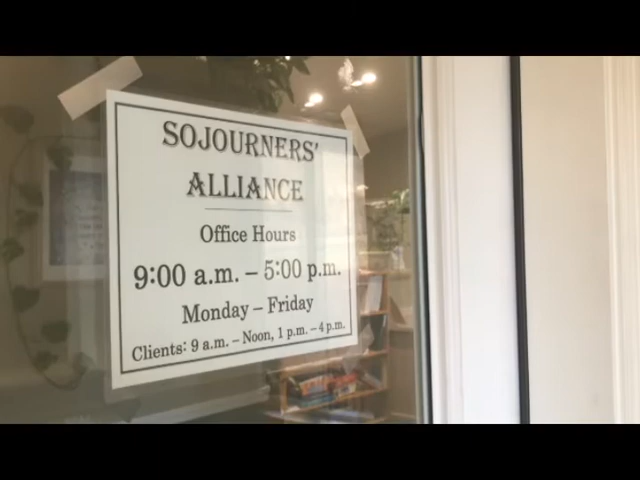 SOJOURNERS'
ALLIANCE
Office Hours
9:00 a.m. – 5:00 p.m.
Monday – Friday
Clients: 9 a.m. – Noon, 1 p.m. – 4 p.m.